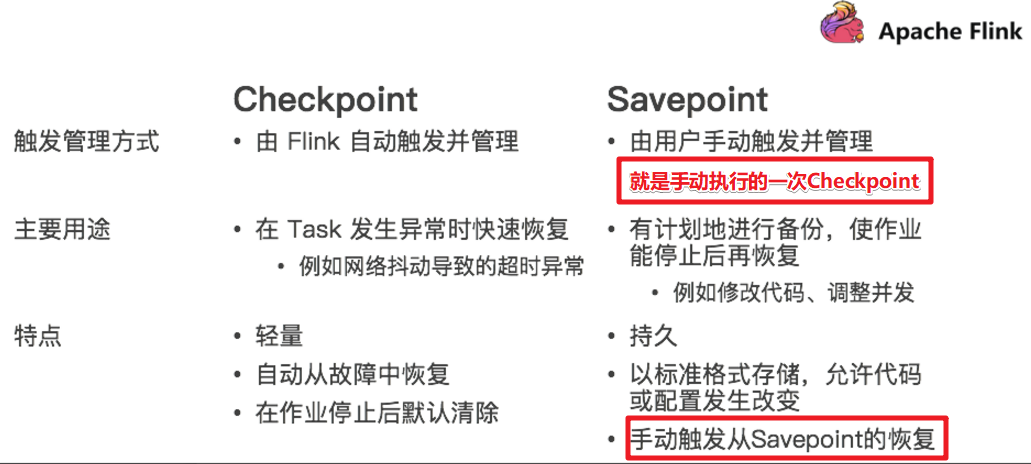 Apache Flink
Checkpoint
Savepoint
触发管理方式
• 由 Flink 自动触发并管理
• 由用户手动触发并管理
就是手动执行的一次Checkpoint
主要用途
• 在 Task 发生异常时快速恢复
• 例如网络抖动导致的超时异常
• 有计划地进行备份，使作业
能停止后再恢复
• 例如修改代码、调整并发
特点
• 轻量
• 自动从故障中恢复
• 在作业停止后默认清除
• 持久
• 以标准格式存储，允许代码
或配置发生改变
• 手动触发从Savepoint的恢复